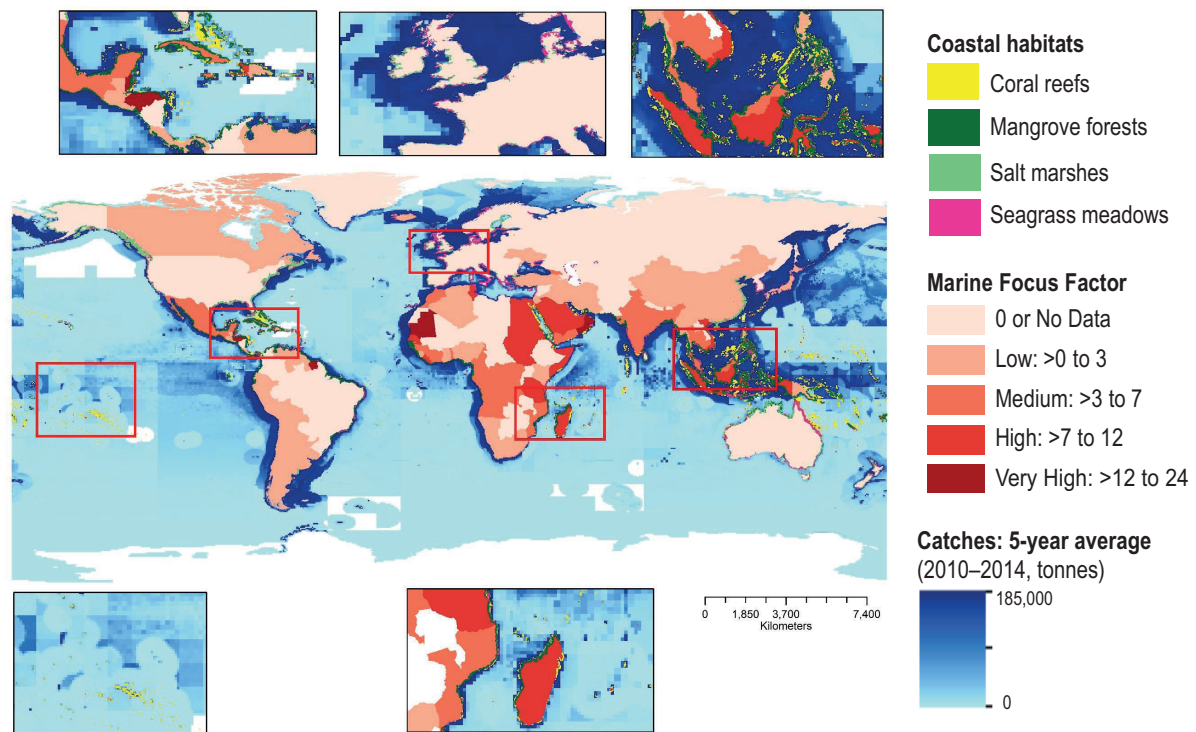 Coastal habitats
Coral reefs
Mangrove forests
Salt marshes
Seagrass meadows
Marine Focus Factor
0 or No Data
Low: >0 to 3
Medium: >3 to 7
High: >7 to 12
Very High: >12 to 24
Catches: 5-year average
(2010–2014, tonnes)
185,000
0
0 1,850 3,700 7,400
Kilometers